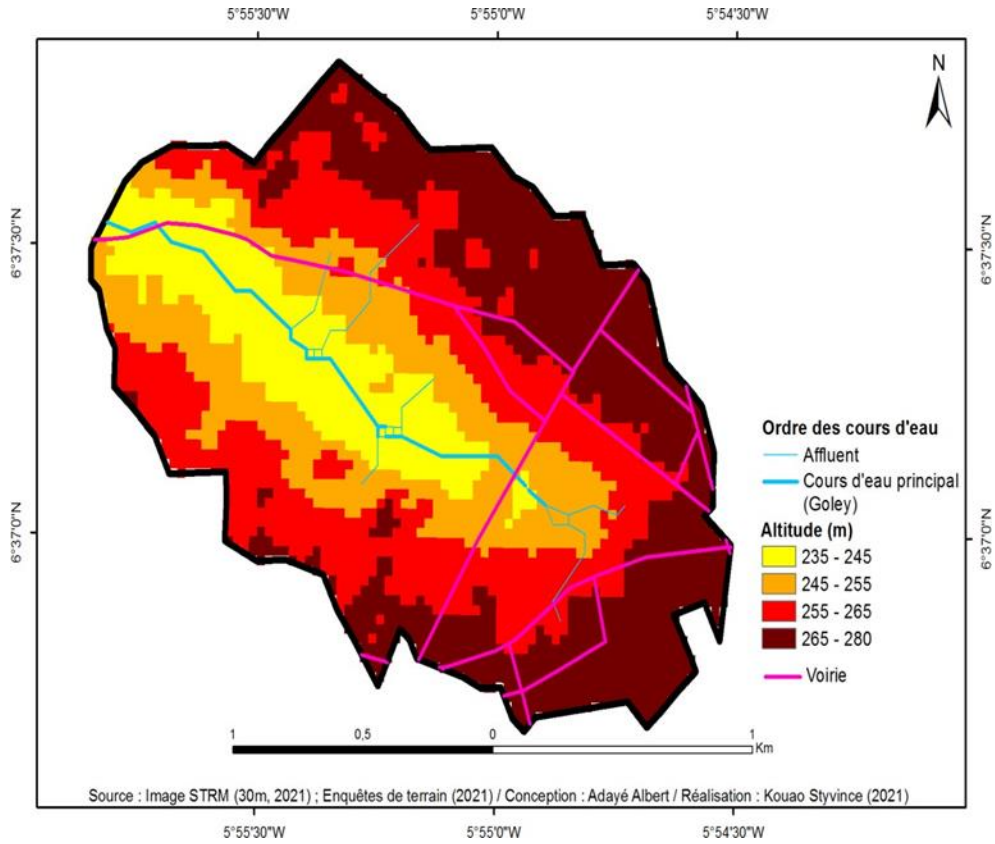 5°55'30"W 5°55'0"W 5°54'30"W
N
6°37'30"N 6°37'30"N
Ordre des cours d'eau
Affluent
Cours d'eau principal
(Goley)
6°37'0"N 6°37'0"N
Altitude (m)
235 - 245
245 - 255
255 - 265
265 - 280
Voirie
1 0,5 0 1
Km
Source : Image STRM (30m, 2021) ; Enquêtes de terrain (2021) / Conception : Adayé Albert / Réalisation : Kouao Styvince (2021)
5°55'30"W 5°55'0"W 5°54'30"W